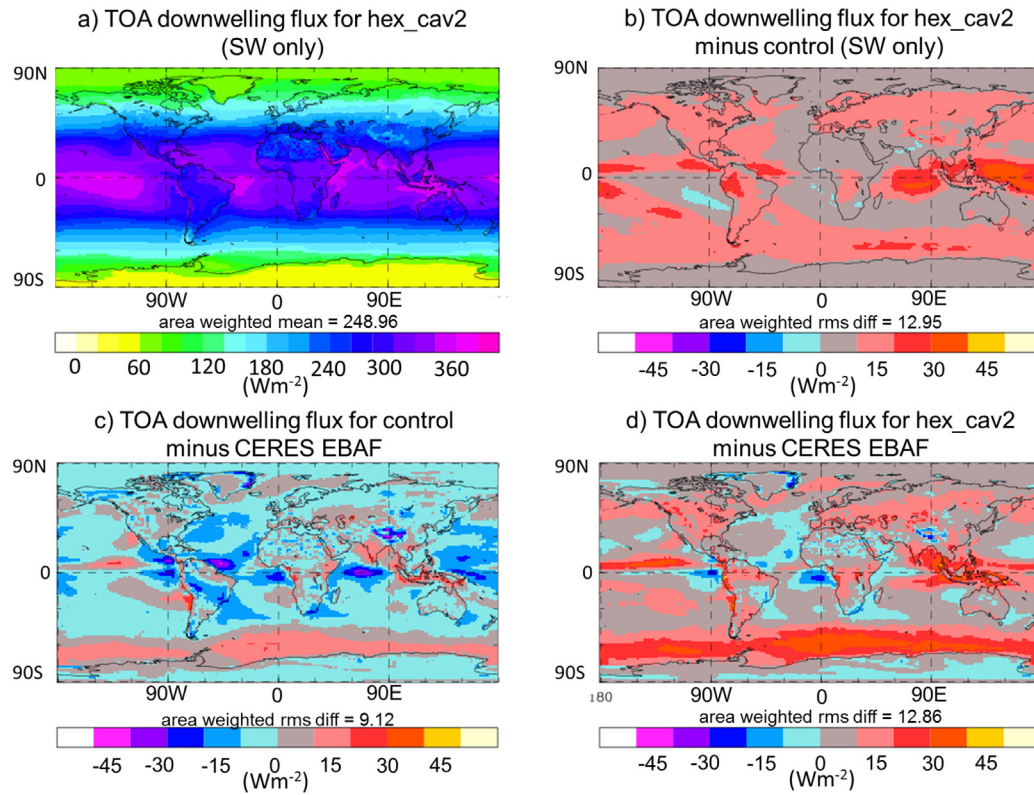 a) TOA downwelling flux for hex_cav2
(SW only)
90N
0
90S
90W 0 90E
area weighted mean = 248.96
0 60 120 180 240 300 360
(Wm-2)
b) TOA downwelling flux for hex_cav2
minus control (SW only)
90N
0
90S
90W 0 90E
area weighted rms diff = 12.95
-45 -30 -15 0 15 30 45
(Wm-2)
c) TOA downwelling flux for control
minus CERES EBAF
90N
0
90S
90W 0 90E
area weighted rms diff = 9.12
-45 -30 -15 0 15 30 45
(Wm-2)
d) TOA downwelling flux for hex_cav2
minus CERES EBAF
90N
0
90S
180 90W 0 90E
area weighted rms diff = 12.86
-45 -30 -15 0 15 30 45
(Wm-2)